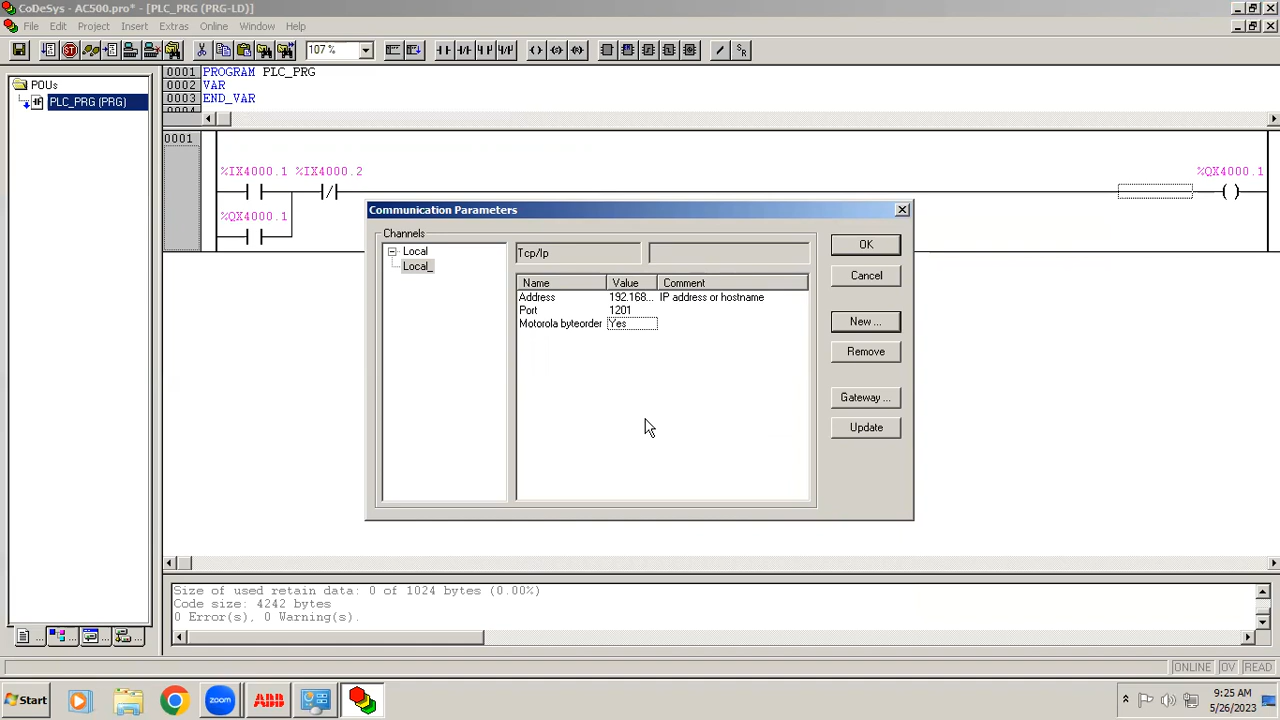 CoDeSys - AC500.pro* - [PLC_PRG (PRG-LD)]
File Edit Project Insert Extras Online Window Help
107 %
POUs
PLC_PRG (PRG)
0001 PROGRAM PLC_PRG
0002 VAR
0003 END_VAR
0004
0001
%IX4000.1 %IX4000.2 %QX4000.1
%QX4000.1
Communication Parameters
Channels
Local
Local_
Tcp/Ip
Name Value Comment
Address 192.168... IP address or hostname
Port 1201
Motorola byteorder Yes
OK
Cancel
New ...
Remove
Gateway ...
Update
Size of used retain data: 0 of 1024 bytes (0.00%)
Code size: 4242 bytes
0 Error(s), 0 Warning(s).
ONLINE OV READ
Start
zoom
ABB
9:25 AM
5/26/2023